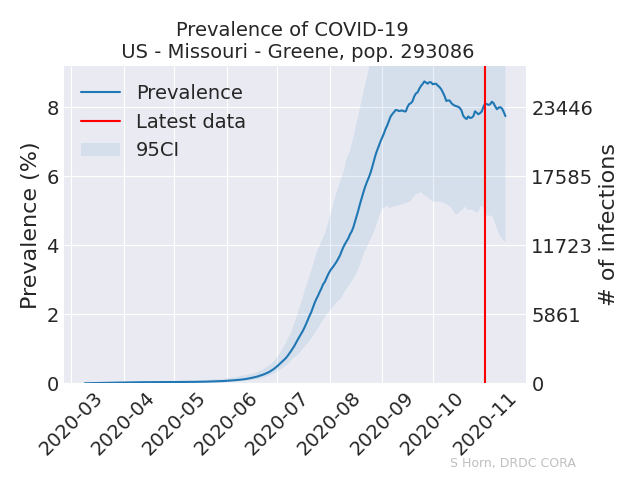 Prevalence of COVID-19
US - Missouri - Greene, pop. 293086
Prevalence
Latest data
95CI
Prevalence (%)
8
6
4
2
0
23446
17585
11723
5861
0
# of infections
2020-03
2020-04
2020-05
2020-06
2020-07
2020-08
2020-09
2020-10
2020-11
S Horn, DRDC CORA